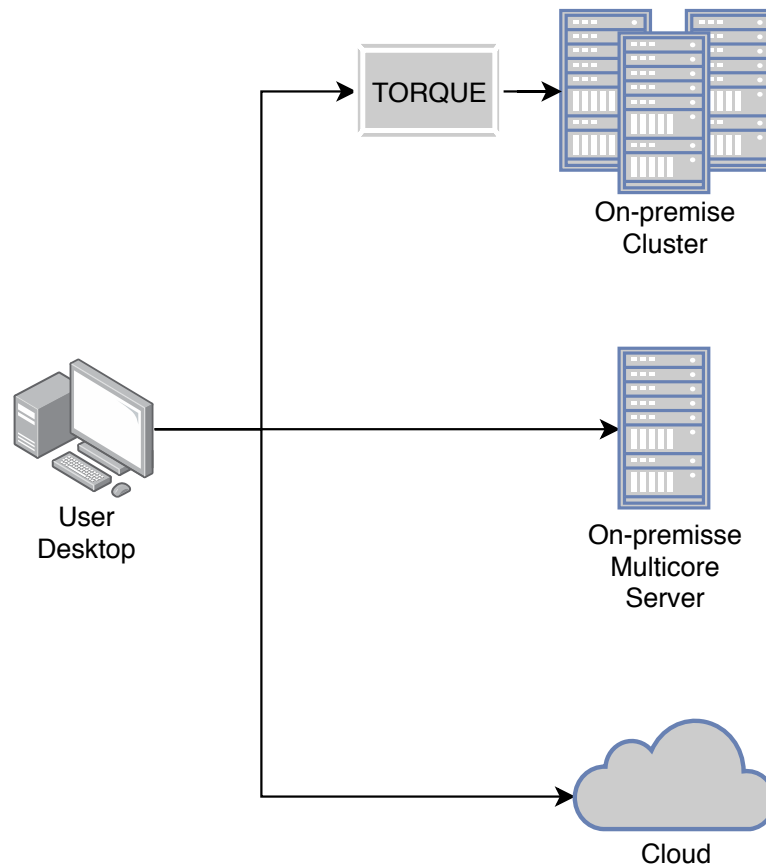 TORQUE
On-premise
Cluster
User
Desktop
On-premisse
Multicore
Server
Cloud